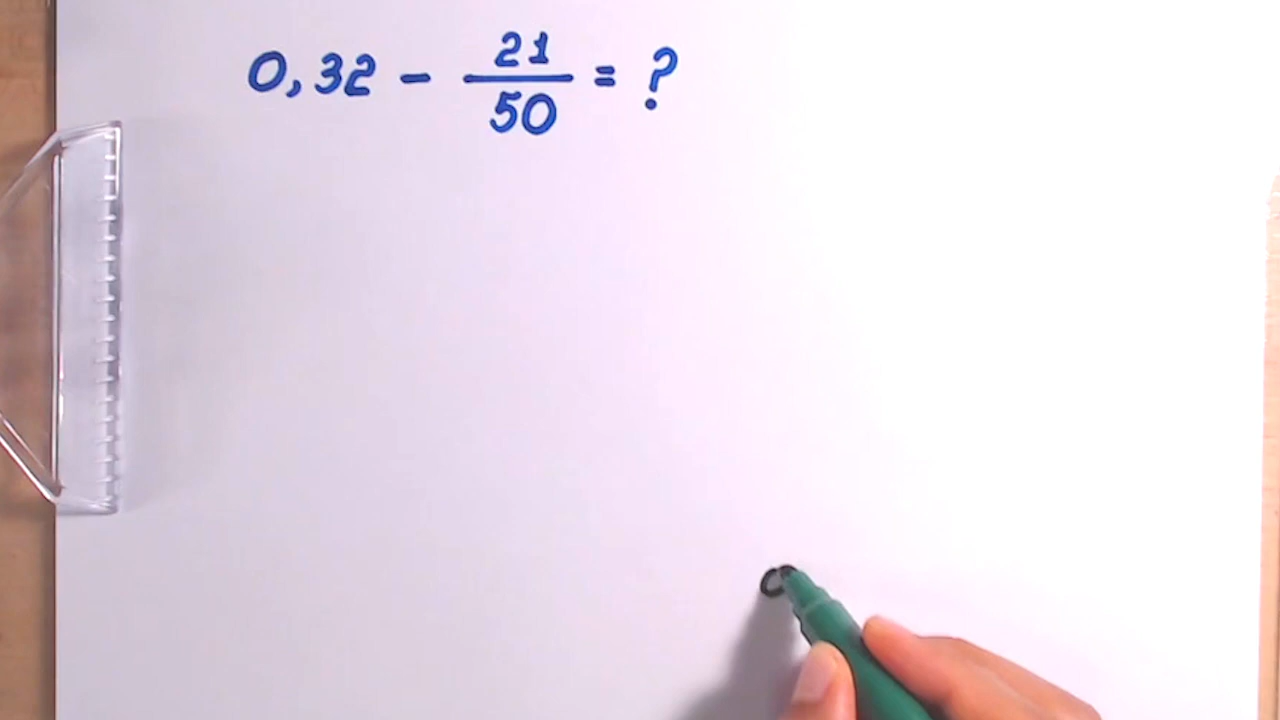 0,32 - 21/50 = ?